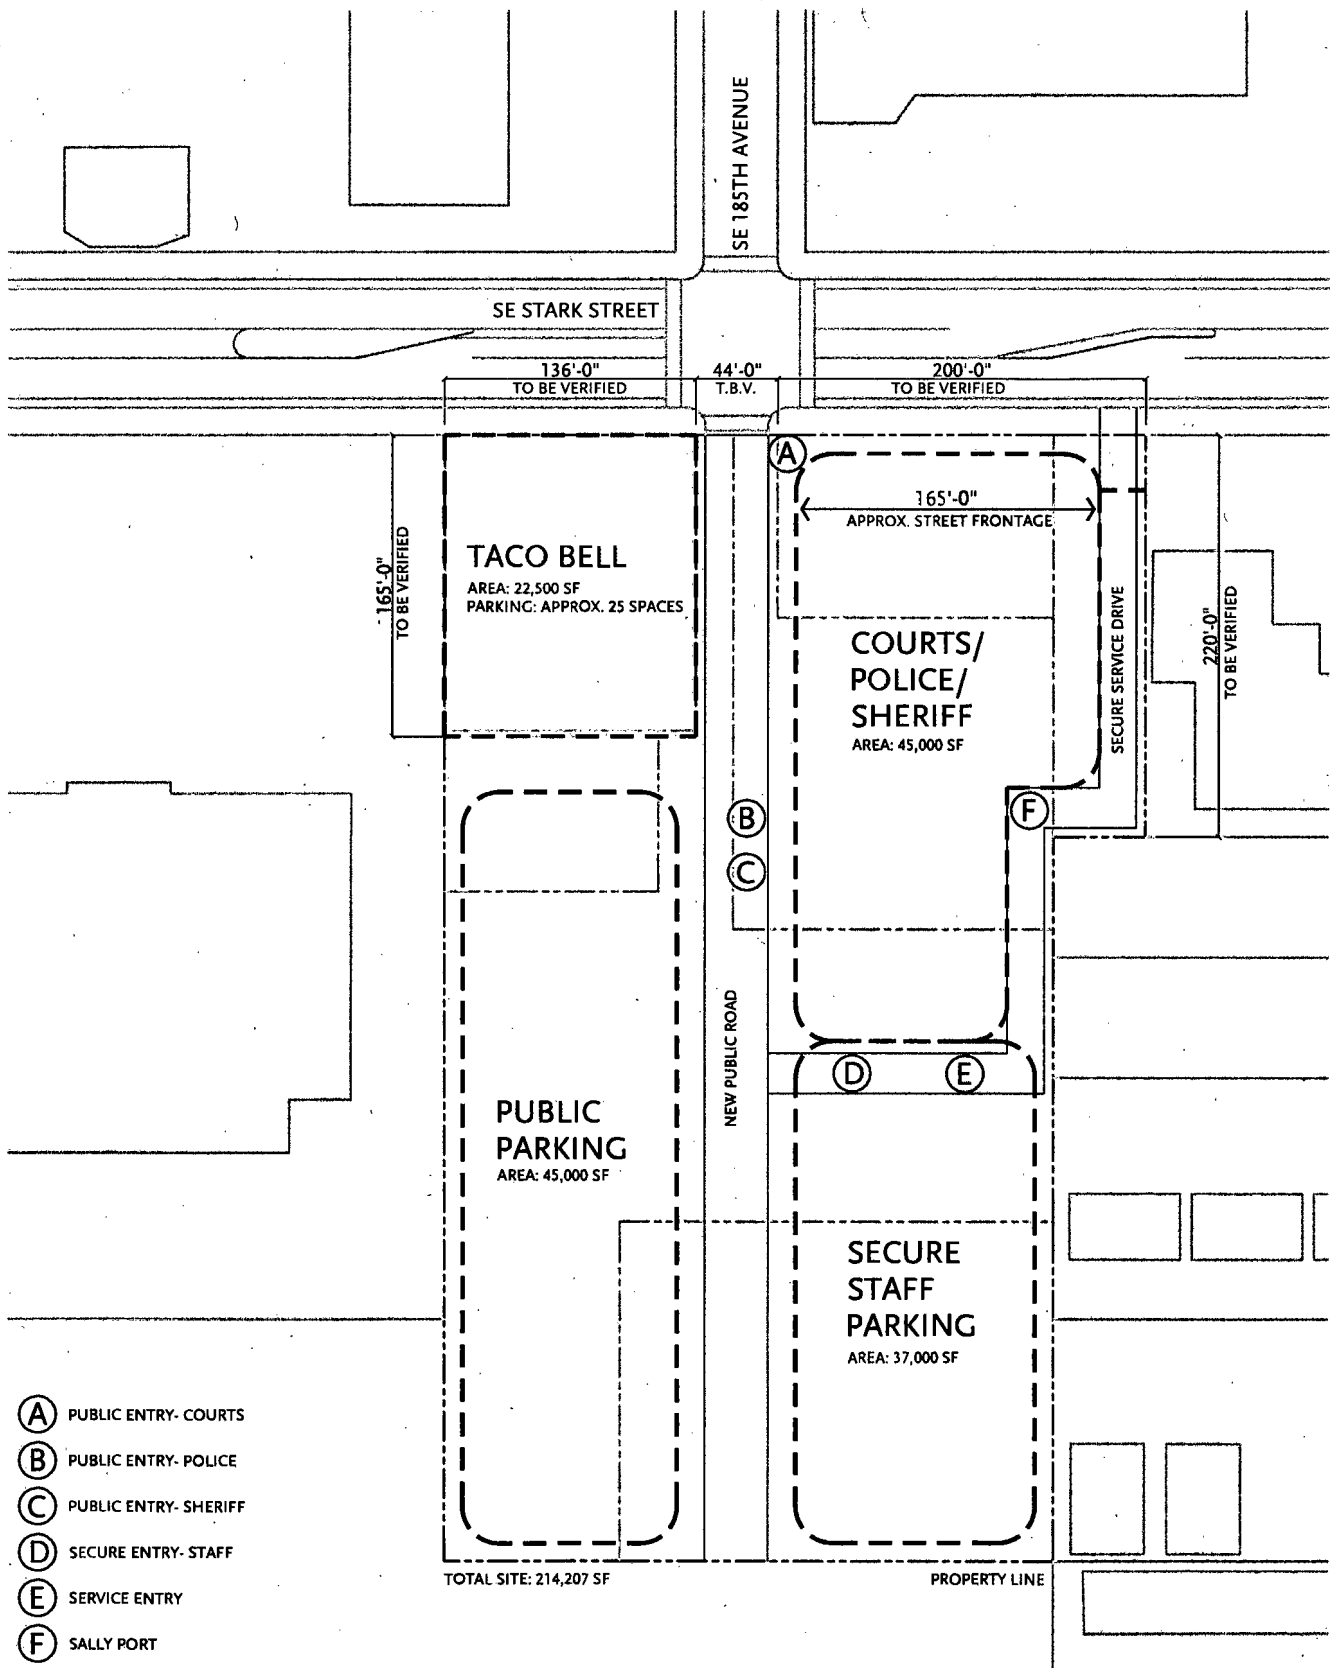 SE 185TH AVENUE
SE STARK STREET
136'-0"
TO BE VERIFIED
44'-0"
T.B.V.
200'-0"
TO BE VERIFIED
A
165'-0"
APPROX. STREET FRONTAGE
165'-0"
TO BE VERIFIED
TACO BELL
AREA: 22,500 SF
PARKING: APPROX. 25 SPACES
COURTS/
POLICE/
SHERIFF
AREA: 45,000 SF
SECURE SERVICE DRIVE
220'-0"
TO BE VERIFIED
B
F
C
NEW PUBLIC ROAD
D
E
PUBLIC
PARKING
AREA: 45,000 SF
SECURE
STAFF
PARKING
AREA: 37,000 SF
A PUBLIC ENTRY- COURTS
B PUBLIC ENTRY- POLICE
C PUBLIC ENTRY- SHERIFF
D SECURE ENTRY- STAFF
E SERVICE ENTRY
F SALLY PORT
TOTAL SITE: 214,207 SF
PROPERTY LINE